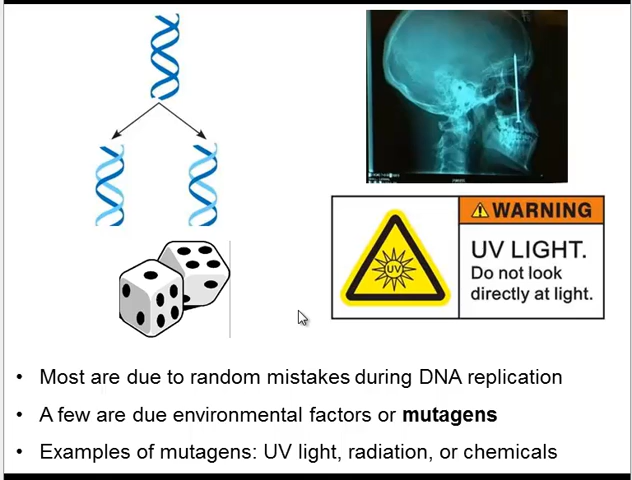 WARNING
UV
UV LIGHT.
Do not look
directly at light.
• Most are due to random mistakes during DNA replication
• A few are due environmental factors or mutagens
• Examples of mutagens: UV light, radiation, or chemicals